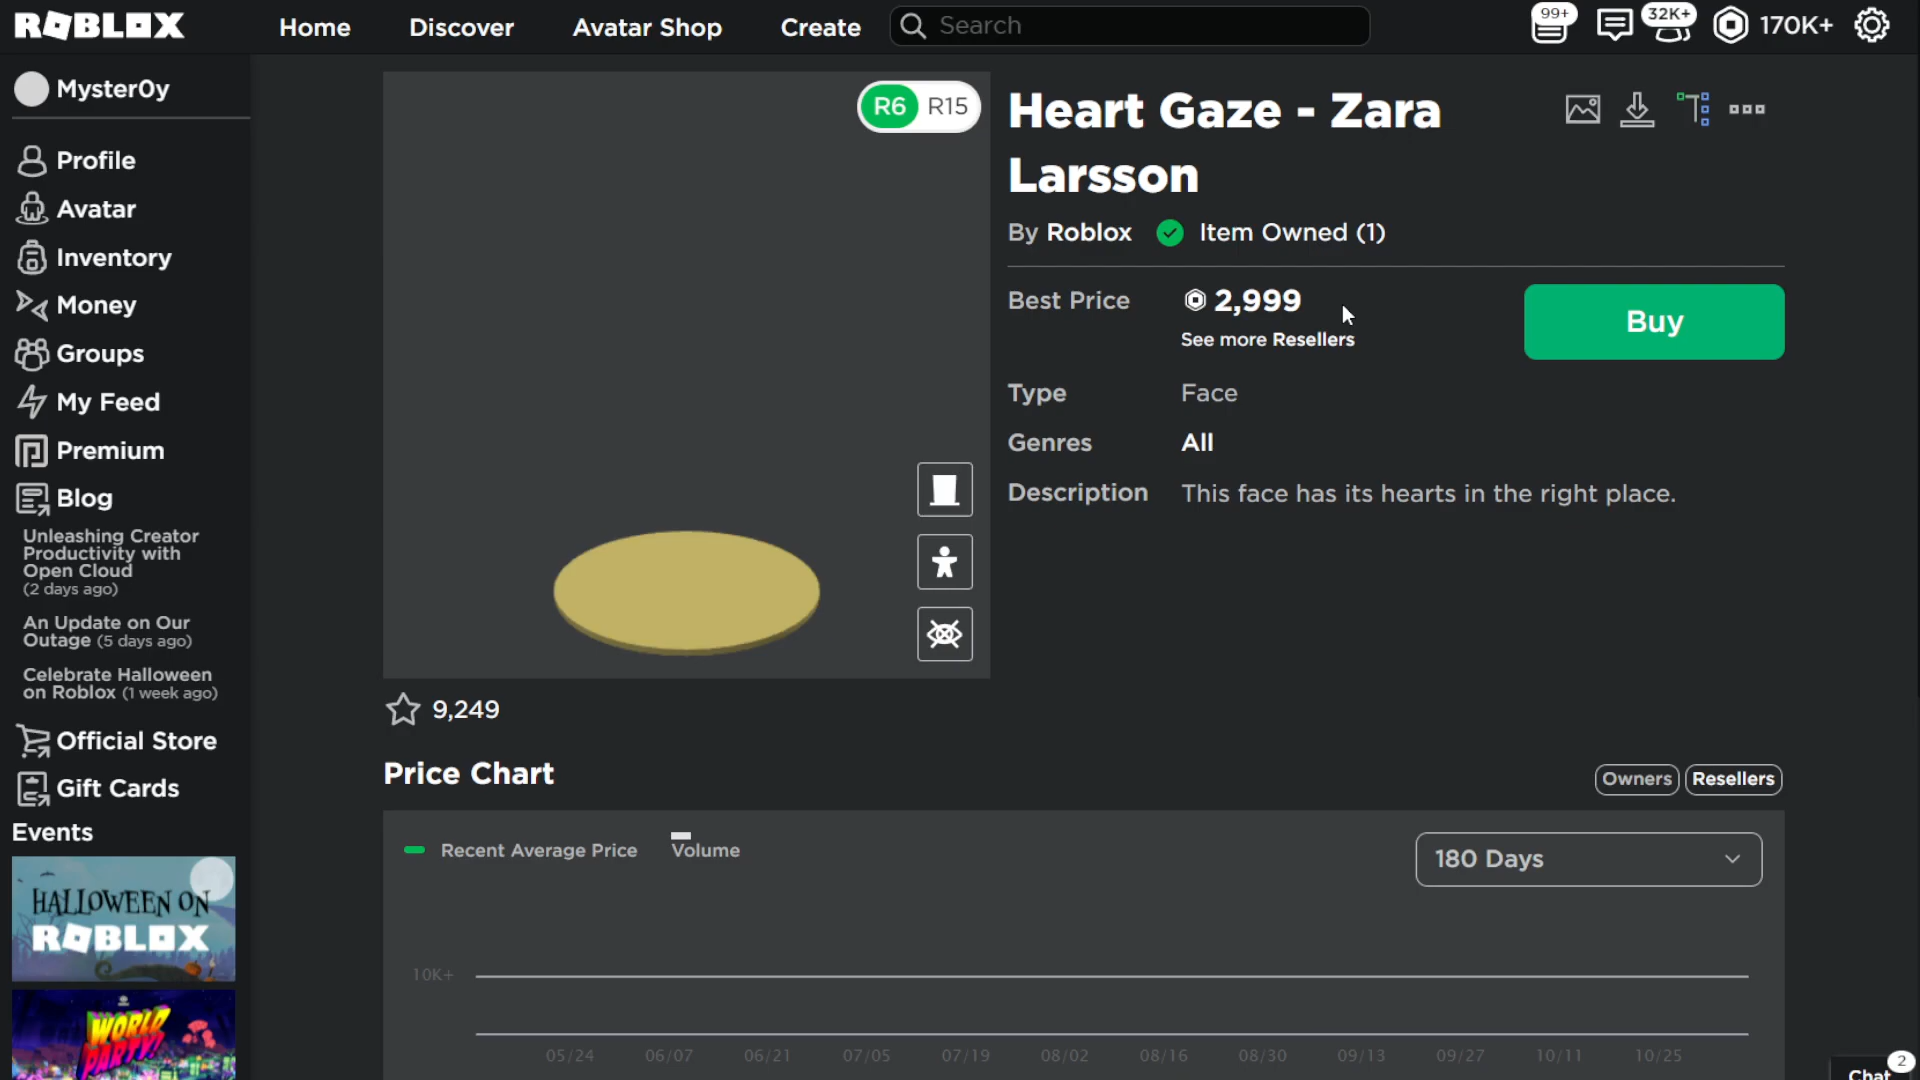 ROBLOX
Home
Discover
Avatar Shop
Create
Search
99+
32K+
170K+
Myster0y
Profile
Avatar
Inventory
Money
Groups
My Feed
Premium
Blog
Unleashing Creator
Productivity with
Open Cloud
(2 days ago)
An Update on Our
Outage (5 days ago)
Celebrate Halloween
on Roblox (1 week ago)
Official Store
Gift Cards
Events
HALLOWEEN ON
ROBLOX
WORLD
PARTY!
R6 R15
Heart Gaze - Zara
Larsson
By Roblox Item Owned (1)
Best Price 2,999
See more Resellers
Buy
Type Face
Genres All
Description This face has its hearts in the right place.
9,249
Price Chart
Owners Resellers
Recent Average Price Volume
180 Days
10K+
05/24 06/07 06/21 07/05 07/19 08/02 08/16 08/30 09/13 09/27 10/11 10/25
Chat 2